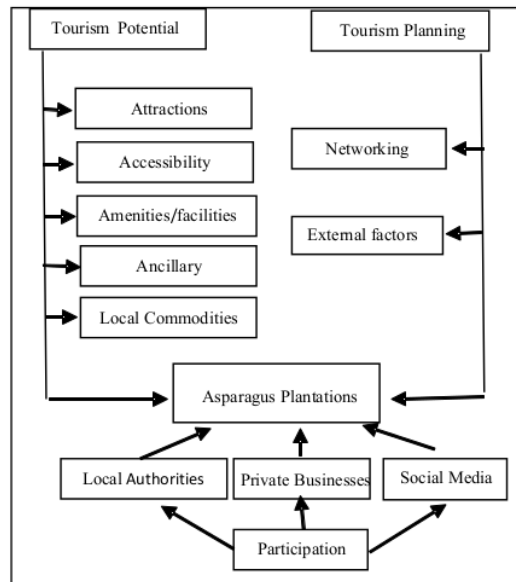 Tourism Potential
Tourism Planning
Attractions
Accessibility
Networking
Amenities/facilities
External factors
Ancillary
Local Commodities
Asparagus Plantations
Local Authorities
Private Businesses
Social Media
Participation